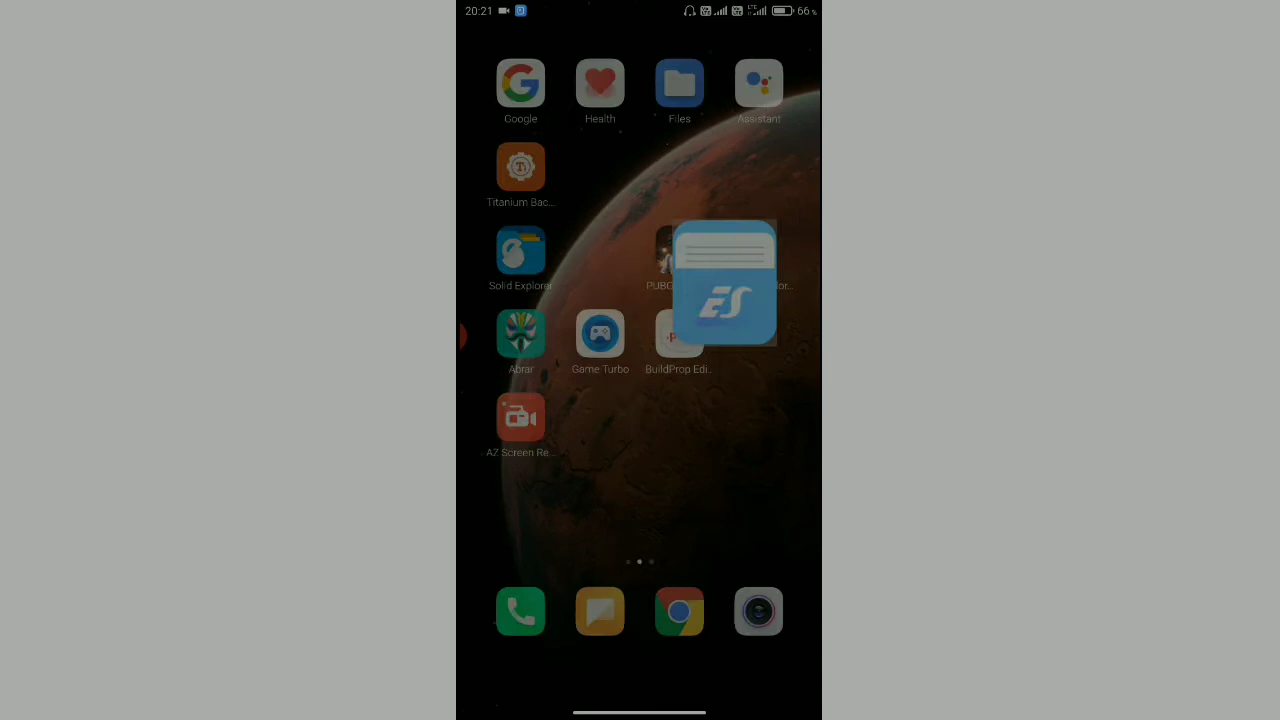 20:21
66 %
Google
Health
Files
Assistant
Titanium Bac...
Solid Explorer
PUBG
or...
ES
Abrar
Game Turbo
BuildProp Edi..
AZ Screen Re...